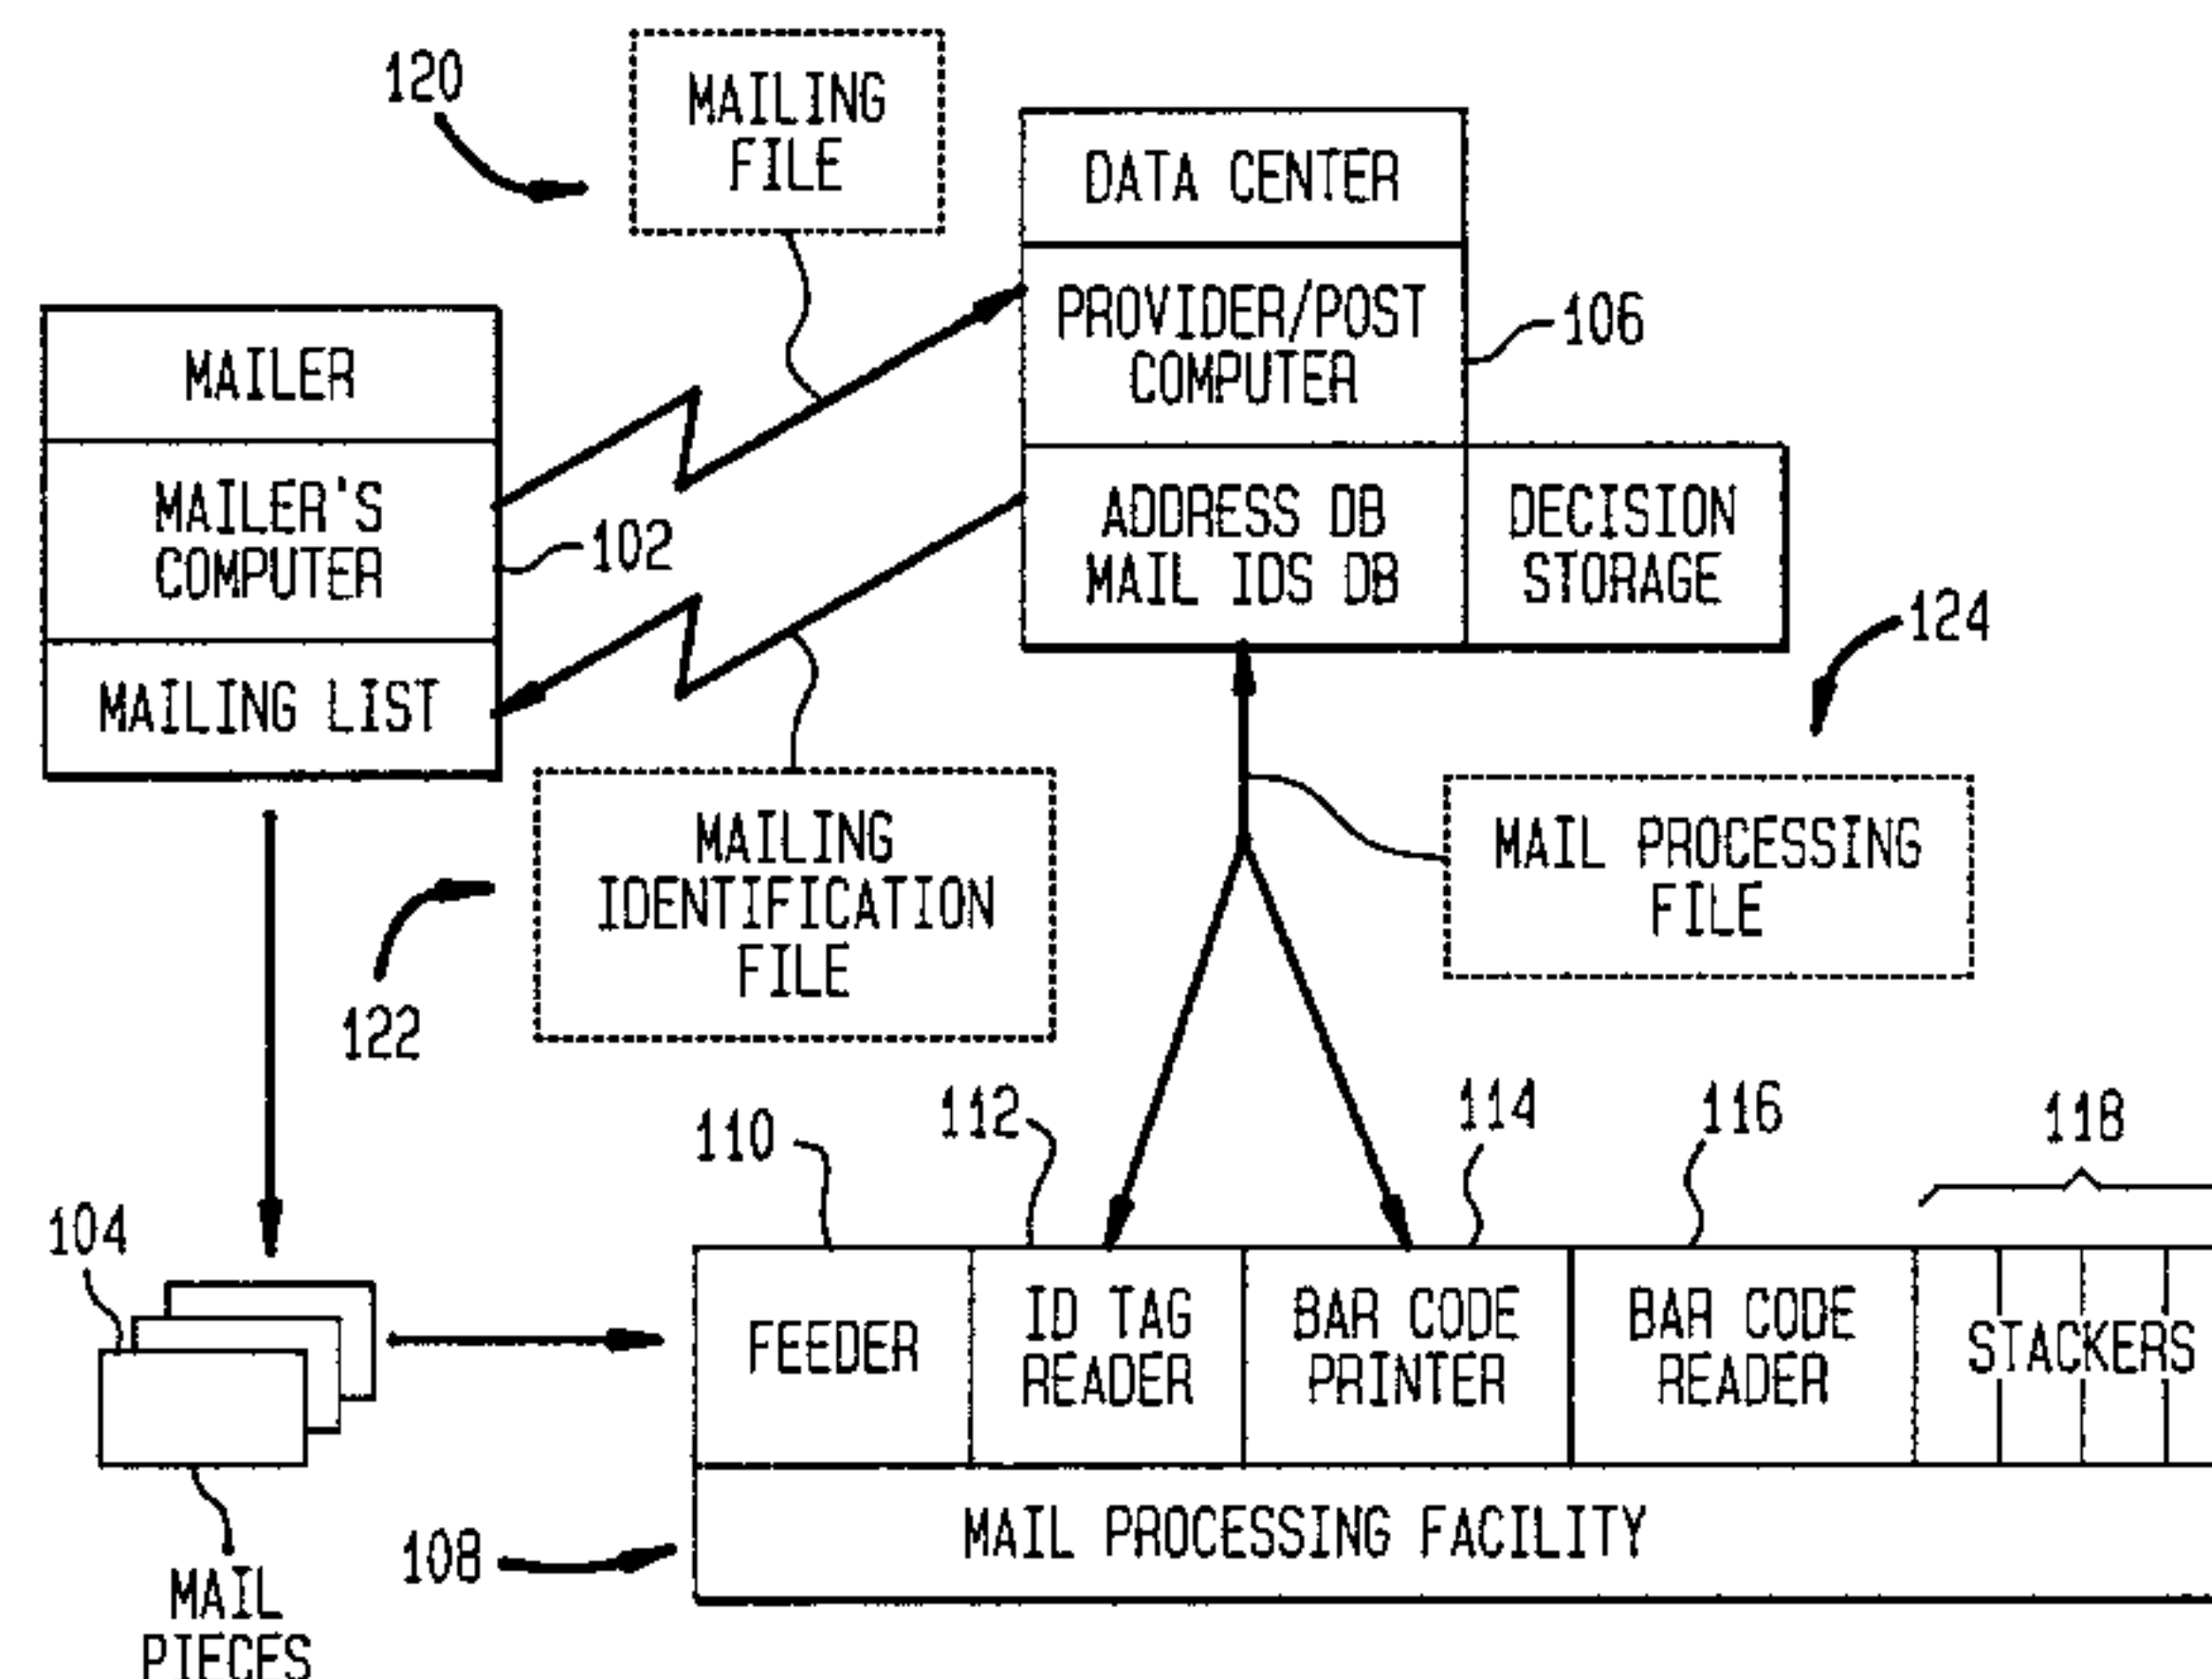 120
MAILING
FILE
DATA CENTER
PROVIDER/POST
COMPUTER
106
MAILER
MAILER'S
COMPUTER
102
ADDRESS DB
MAIL IDS DB
DECISION
STORAGE
124
MAILING LIST
MAILING
IDENTIFICATION
FILE
MAIL PROCESSING
FILE
122
110
112
114
116
118
104
FEEDER
ID TAG
READER
BAR CODE
PRINTER
BAR CODE
READER
STACKERS
108
MAIL PROCESSING FACILITY
MAIL
PIECES